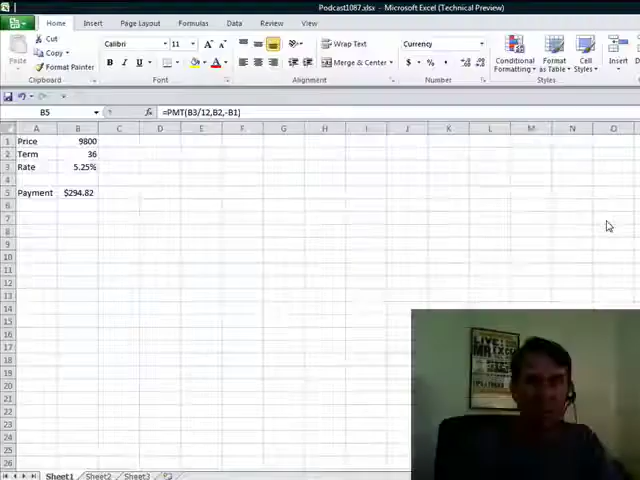 Podcast1087.xlsx - Microsoft Excel (Technical Preview)
Home Insert Page Layout Formulas Data Review View
Paste
Cut
Copy
Format Painter
Clipboard
Calibri 11
B I U
Font
Wrap Text
Merge & Center
Alignment
Currency
$ % ,
Number
Conditional Formatting
Format as Table
Cell Styles
Styles
Insert
B5 fx =PMT(B3/12,B2,-B1)
A B C D E F G H I J K L M N O
1 Price 9800
2 Term 36
3 Rate 5.25%
4
5 Payment $294.82
6
7
8
9
10
11
12
13
14
15
16
17
18
19
20
21
22
23
24
25
26
LIVE!
MR EXCEL
Sheet1 Sheet2 Sheet3